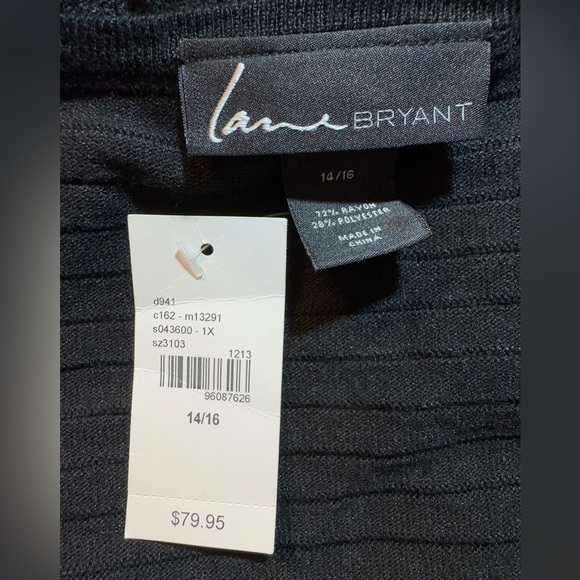 lane BRYANT
14/16
72% RAYON
28% POLYESTER
MADE IN
CHINA
d941
c162 - m13291
s043600 - 1X
sz3103
1213
96087626
14/16
$79.95